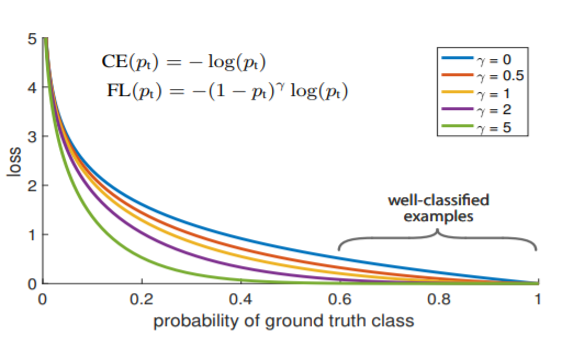 CE(pt) = − log(pt)
FL(pt) = −(1 − pt)γ log(pt)
γ = 0
γ = 0.5
γ = 1
γ = 2
γ = 5
well-classified
examples
loss
5
4
3
2
1
0
0
0.2
0.4
0.6
0.8
1
probability of ground truth class